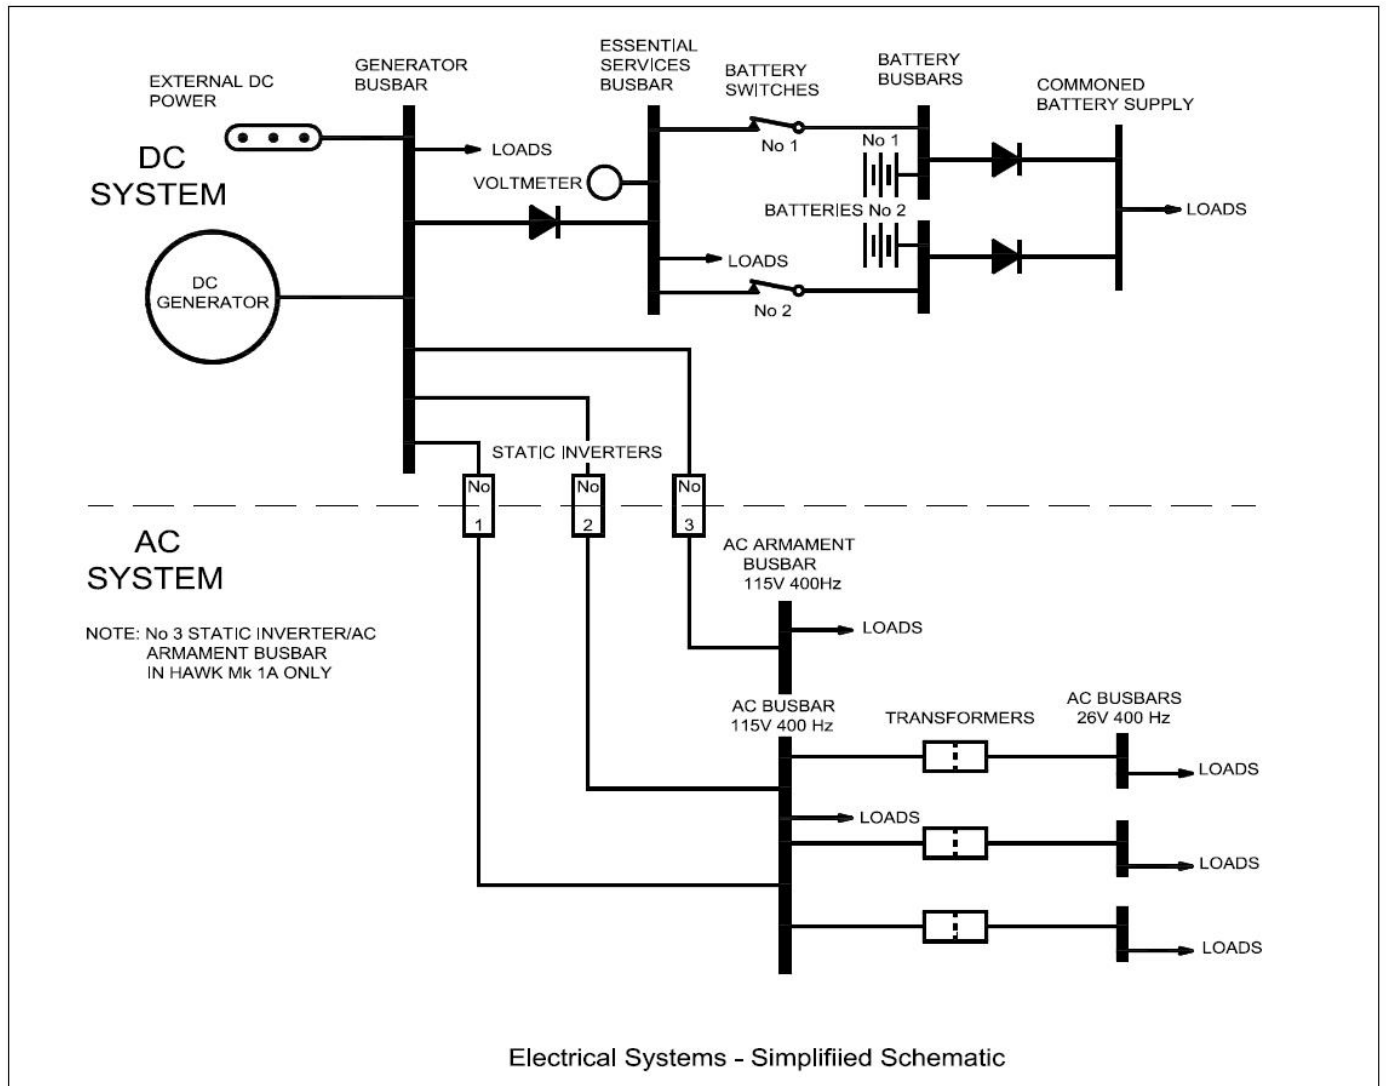 EXTERNAL DC
POWER
GENERATOR
BUSBAR
ESSENTIAL
SERVICES
BUSBAR
BATTERY
SWITCHES
BATTERY
BUSBARS
COMMONED
BATTERY SUPPLY
DC
SYSTEM
LOADS
VOLTMETER
No 1
No 1
BATTERIES No 2
LOADS
LOADS
No 2
DC
GENERATOR
STATIC INVERTERS
No
1
No
2
No
3
AC
SYSTEM
NOTE: No 3 STATIC INVERTER/AC
ARMAMENT BUSBAR
IN HAWK Mk 1A ONLY
AC ARMAMENT
BUSBAR
115V 400Hz
LOADS
AC BUSBAR
115V 400 Hz
TRANSFORMERS
AC BUSBARS
26V 400 Hz
LOADS
LOADS
LOADS
LOADS
Electrical Systems - Simplifiied Schematic